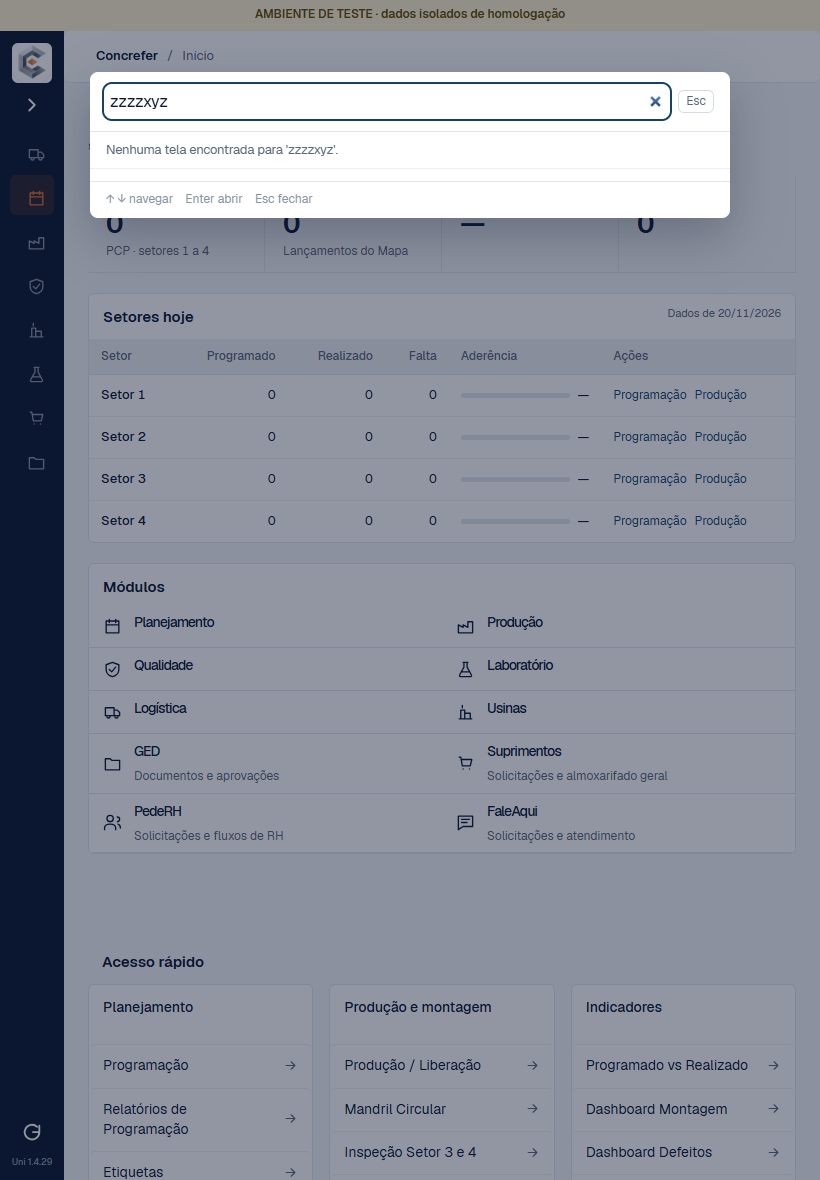 AMBIENTE DE TESTE · dados isolados de homologação
Concrefer / Inicio
zzzzxyz
Esc
Nenhuma tela encontrada para 'zzzzxyz'.
↑↓ navegar Enter abrir Esc fechar
0 0 — 0
PCP · setores 1 a 4 Lançamentos do Mapa
Setores hoje Dados de 20/11/2026
Setor Programado Realizado Falta Aderência Ações
Setor 1 0 0 0 — Programação Produção
Setor 2 0 0 0 — Programação Produção
Setor 3 0 0 0 — Programação Produção
Setor 4 0 0 0 — Programação Produção
Módulos
Planejamento Produção
Qualidade Laboratório
Logística Usinas
GED Suprimentos
Documentos e aprovações Solicitações e almoxarifado geral
PedeRH FaleAqui
Solicitações e fluxos de RH Solicitações e atendimento
Acesso rápido
Planejamento Produção e montagem Indicadores
Programação → Produção / Liberação → Programado vs Realizado →
Relatórios de
Programação → Mandril Circular → Dashboard Montagem →
Inspeção Setor 3 e 4 → Dashboard Defeitos →
Etiquetas →
Uni 1.4.29